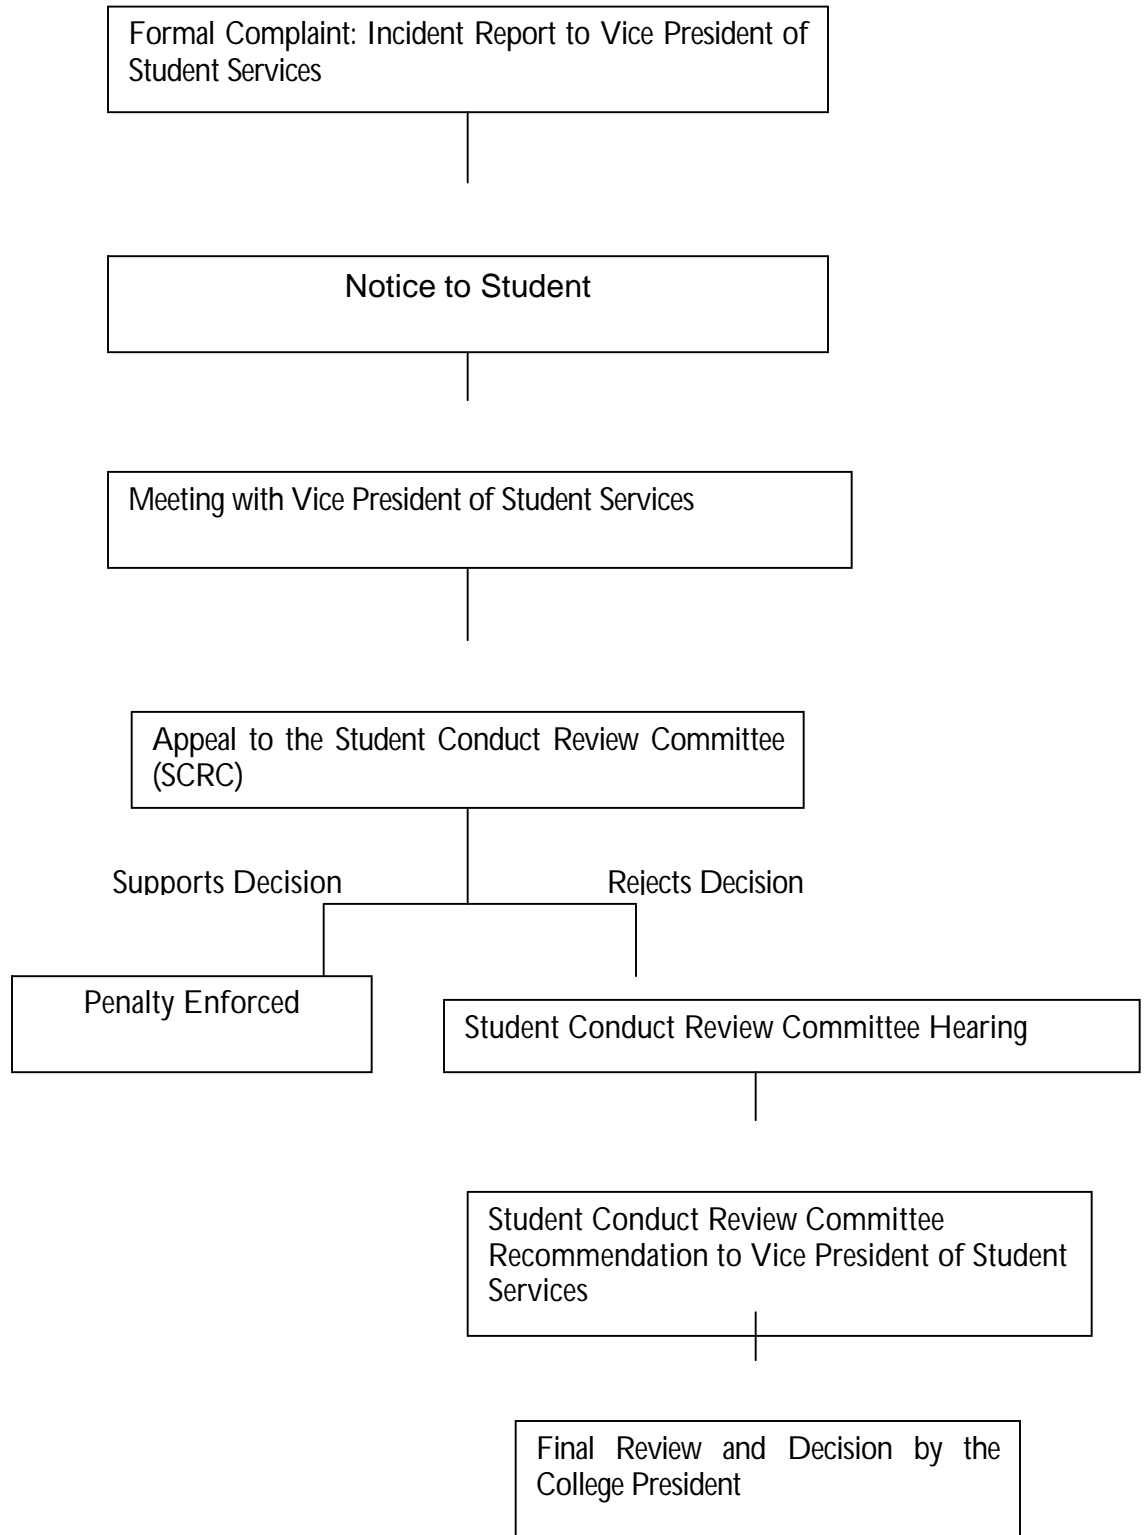 Formal Complaint: Incident Report to Vice President of
Student Services
Notice to Student
Meeting with Vice President of Student Services
Appeal to the Student Conduct Review Committee
(SCRC)
Supports Decision
Rejects Decision
Penalty Enforced
Student Conduct Review Committee Hearing
Student Conduct Review Committee
Recommendation to Vice President of Student
Services
Final Review and Decision by the
College President